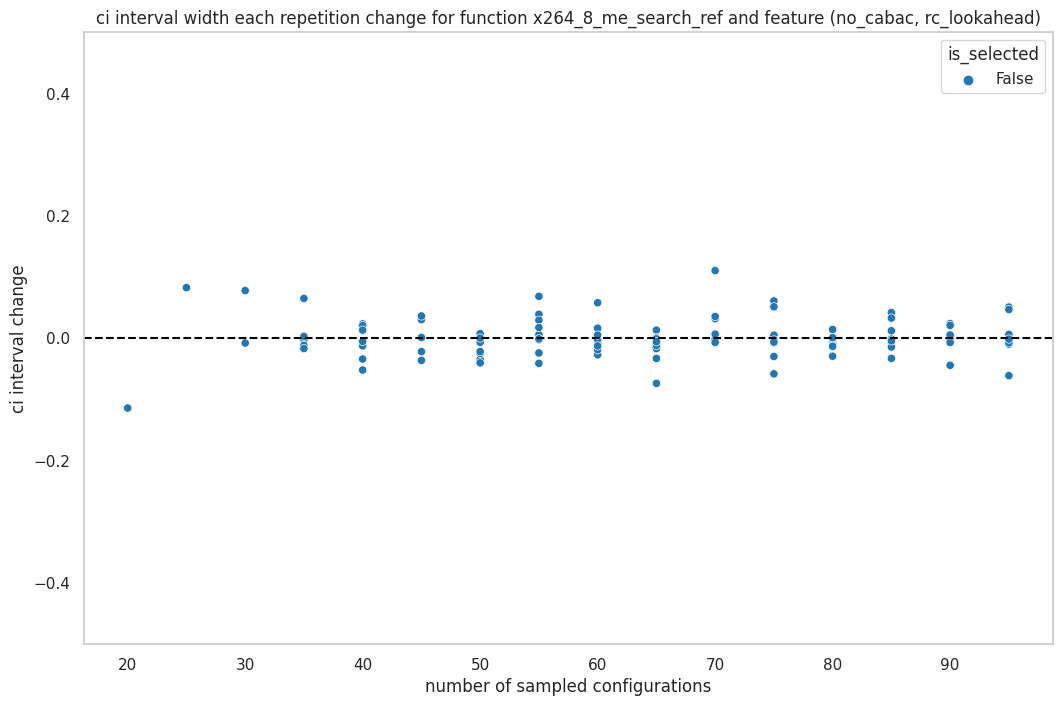 ci interval width each repetition change for function x264_8_me_search_ref and feature (no_cabac, rc_lookahead)
is_selected
False
0.4
0.2
0.0
−0.2
−0.4
ci interval change
20 30 40 50 60 70 80 90
number of sampled configurations